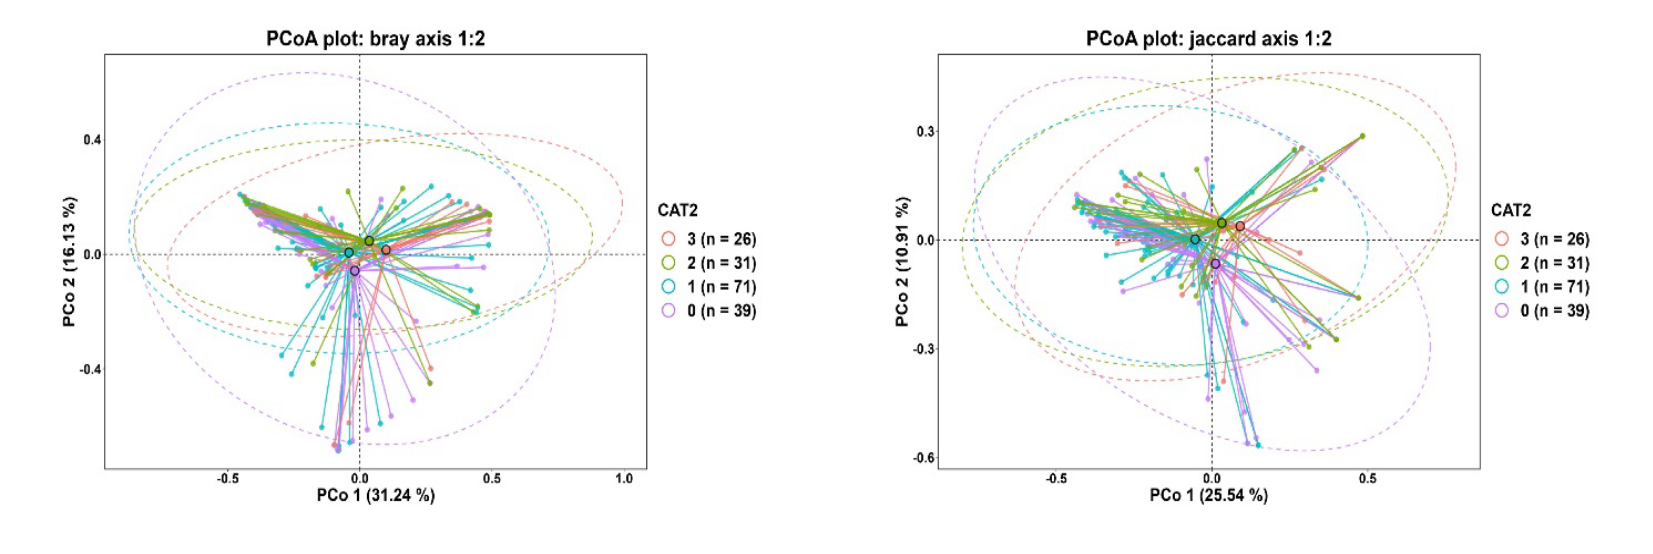 PCoA plot: bray axis 1:2
0.4
0.0
-0.4
PCo 2 (16.13 %)
-0.5
0.0
0.5
1.0
PCo 1 (31.24 %)
CAT2
3 (n = 26)
2 (n = 31)
1 (n = 71)
0 (n = 39)
PCoA plot: jaccard axis 1:2
0.3
0.0
-0.3
-0.6
PCo 2 (10.91 %)
-0.5
0.0
0.5
PCo 1 (25.54 %)
CAT2
3 (n = 26)
2 (n = 31)
1 (n = 71)
0 (n = 39)